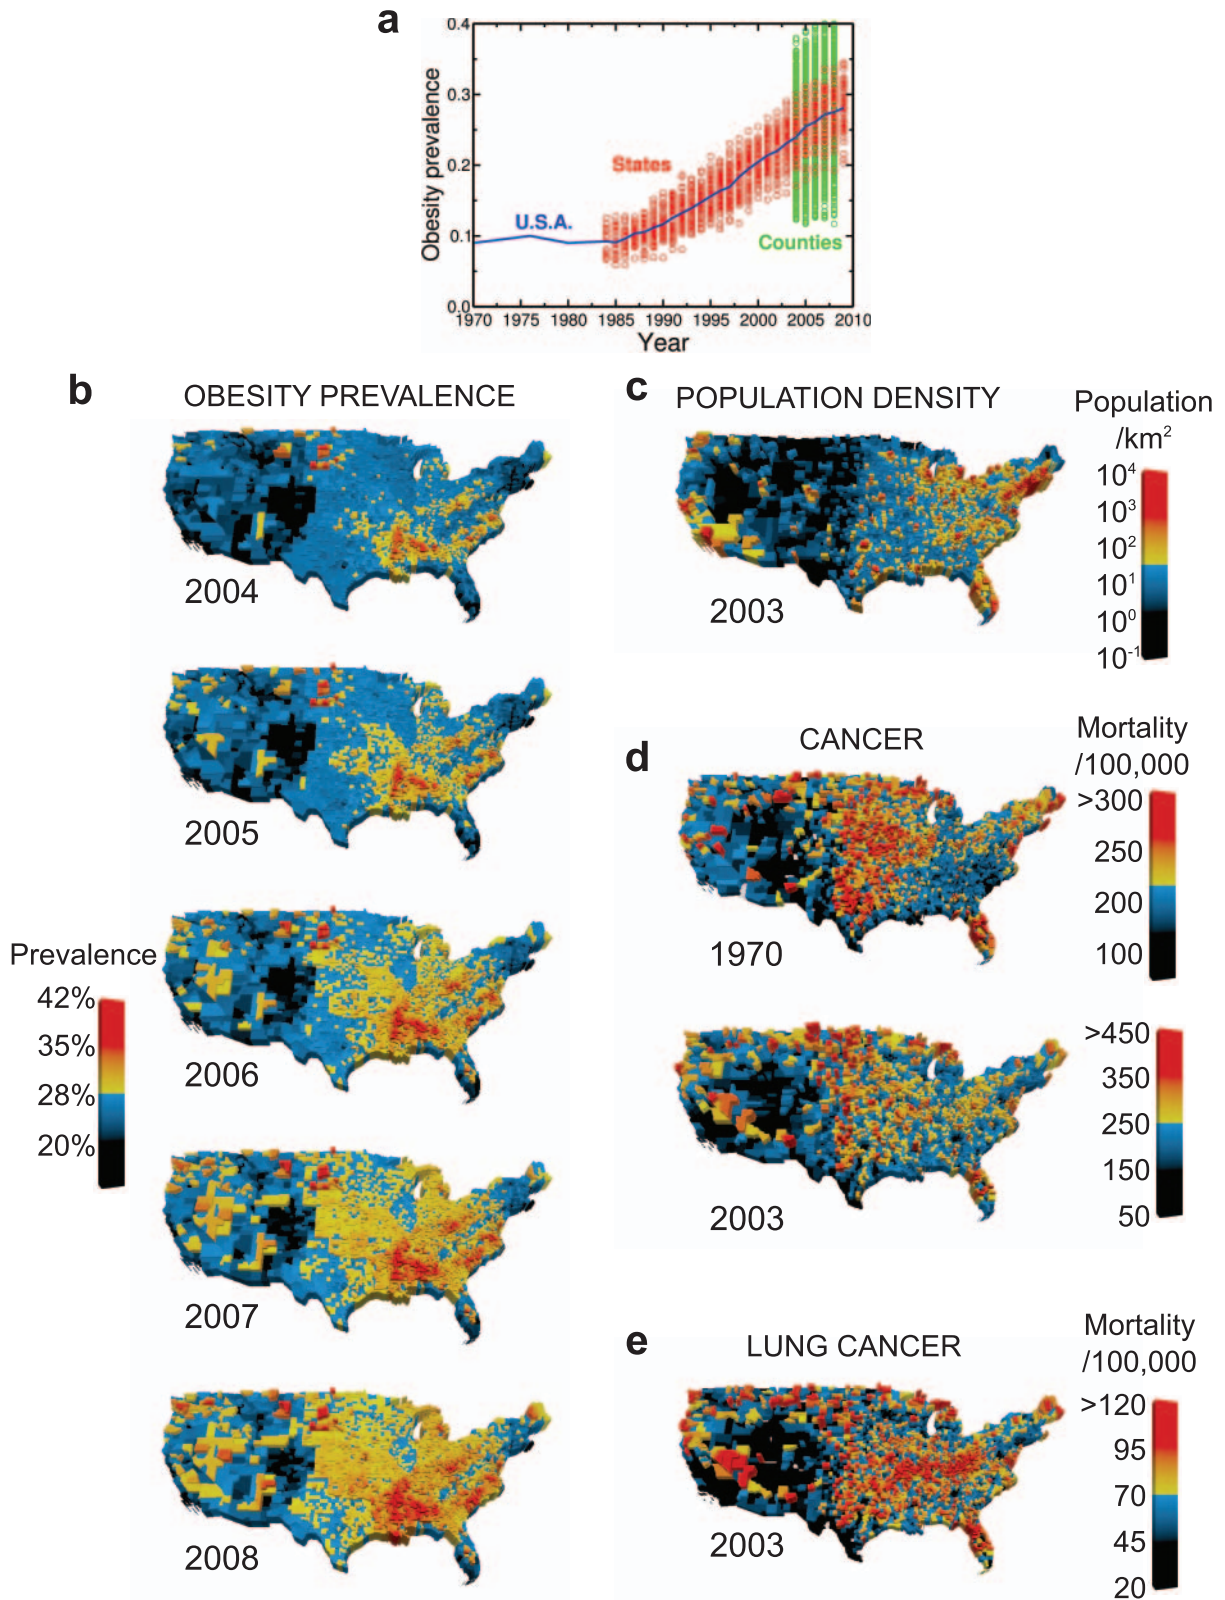 a
0.4
0.3
0.2
0.1
0.0
Obesity prevalence
States
U.S.A.
Counties
1970 1975 1980 1985 1990 1995 2000 2005 2010
Year
b
OBESITY PREVALENCE
2004
2005
2006
2007
2008
Prevalence
42%
35%
28%
20%
c
POPULATION DENSITY
2003
Population
/km²
10⁴
10³
10²
10¹
10⁰
10⁻¹
d
CANCER
Mortality
/100,000
1970
>300
250
200
100
2003
>450
350
250
150
50
e
LUNG CANCER
Mortality
/100,000
2003
>120
95
70
45
20